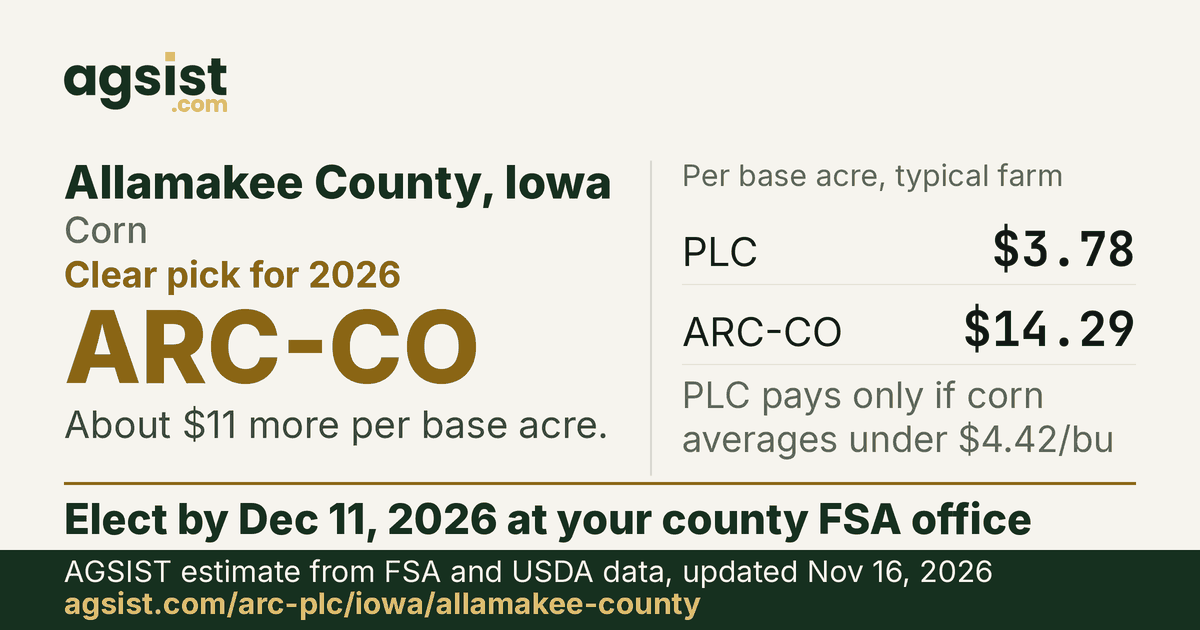 agsist
.com
Allamakee County, Iowa
Corn
Clear pick for 2026
ARC-CO
About $11 more per base acre.
Per base acre, typical farm
PLC $3.78
ARC-CO $14.29
PLC pays only if corn
averages under $4.42/bu
Elect by Dec 11, 2026 at your county FSA office
AGSIST estimate from FSA and USDA data, updated Nov 16, 2026
agsist.com/arc-plc/iowa/allamakee-county